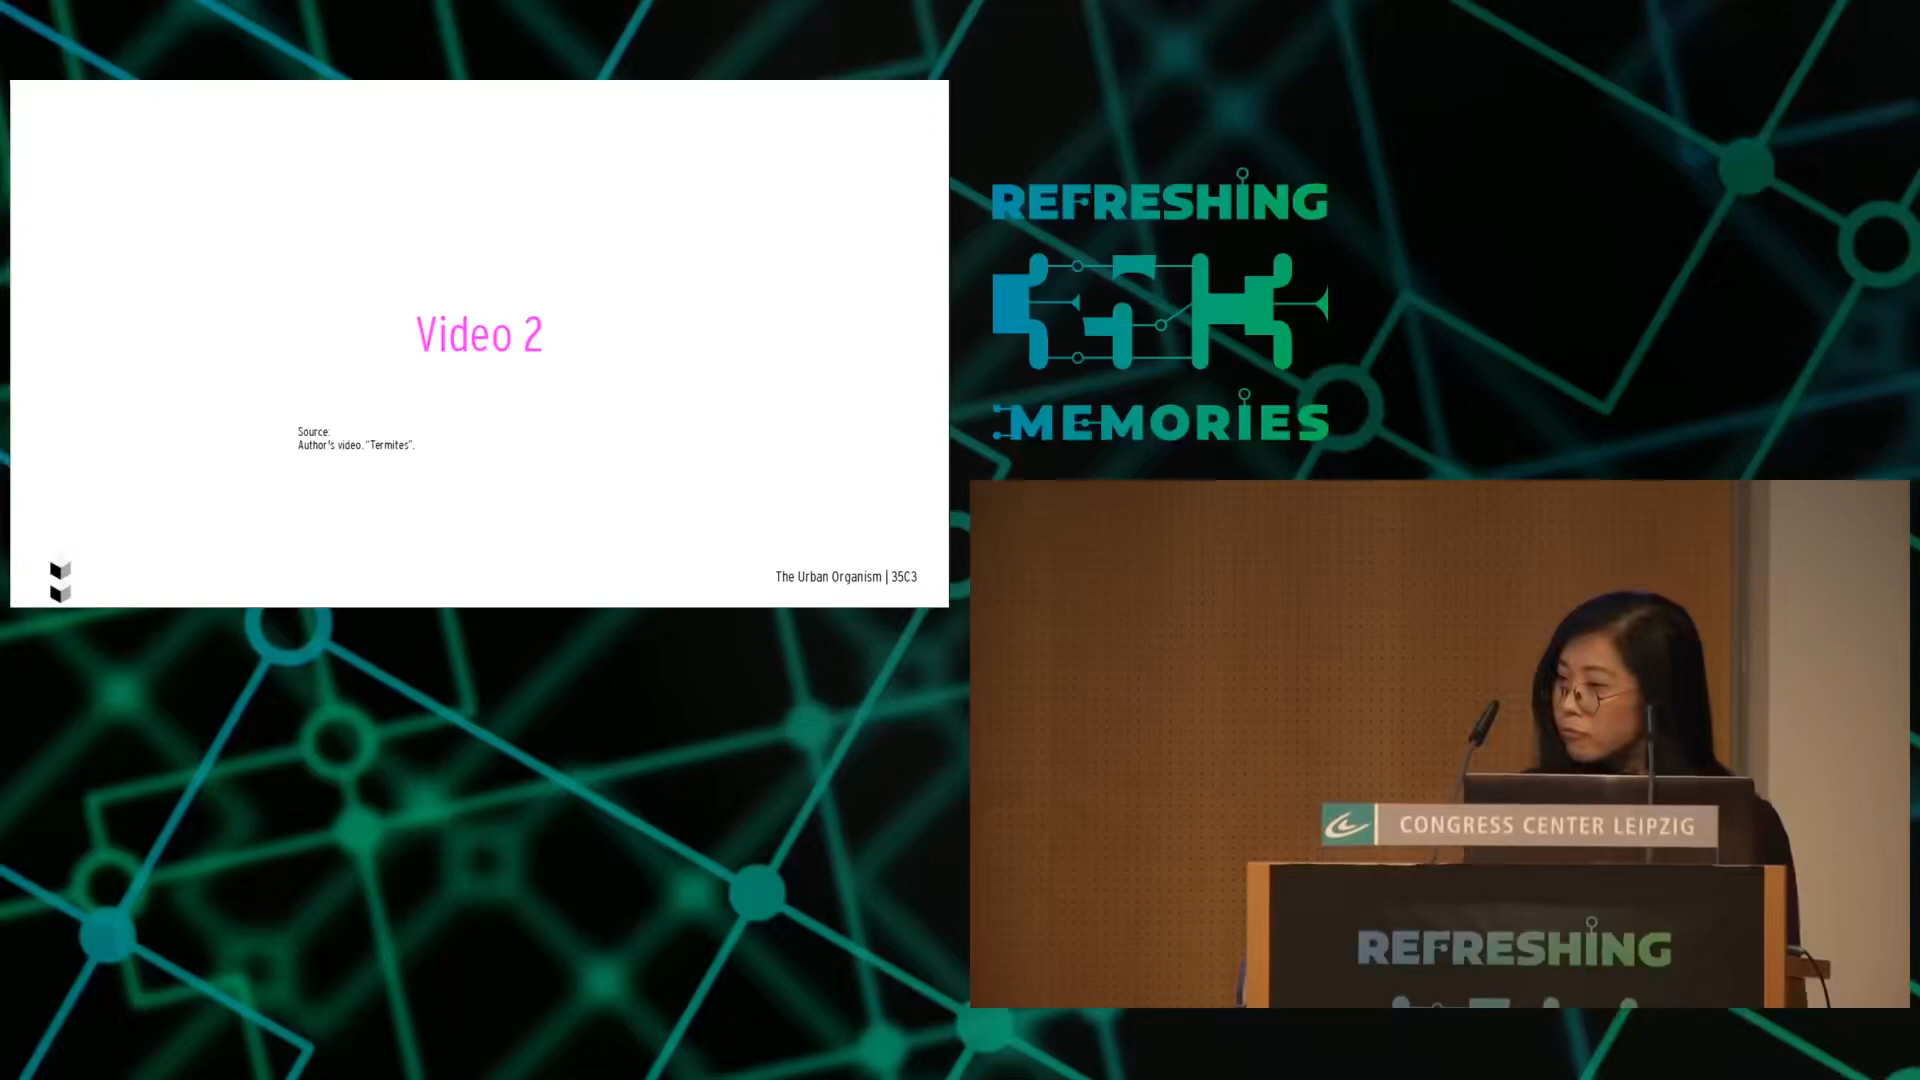 Video 2
Source:
Author's video. "Termites".
The Urban Organism | 35C3
REFRESHING
MEMORIES
CONGRESS CENTER LEIPZIG
REFRESHING